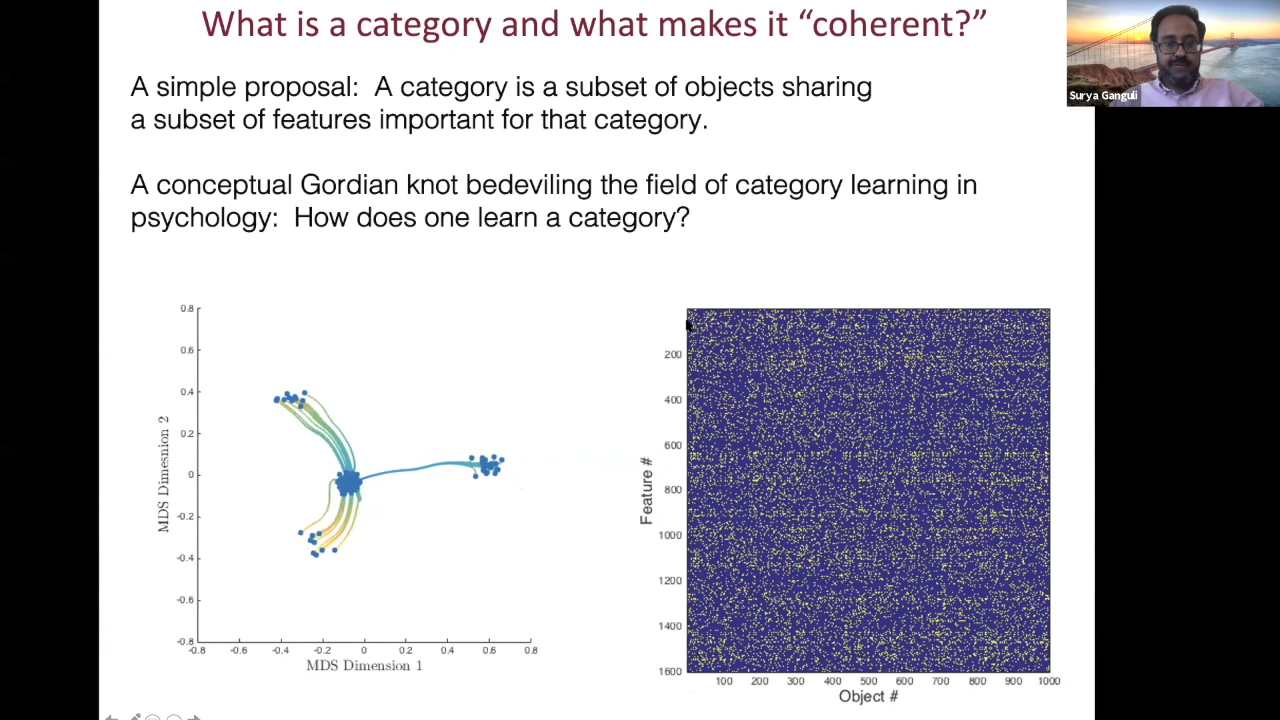 What is a category and what makes it “coherent?”
Surya Ganguli
A simple proposal:  A category is a subset of objects sharing
a subset of features important for that category.
A conceptual Gordian knot bedeviling the field of category learning in
psychology:  How does one learn a category?
0.8
0.6
0.4
0.2
0
-0.2
-0.4
-0.6
-0.8
MDS Dimesnion 2
-0.8 -0.6 -0.4 -0.2 0 0.2 0.4 0.6 0.8
MDS Dimension 1
200
400
600
800
1000
1200
1400
1600
Feature #
100 200 300 400 500 600 700 800 900 1000
Object #